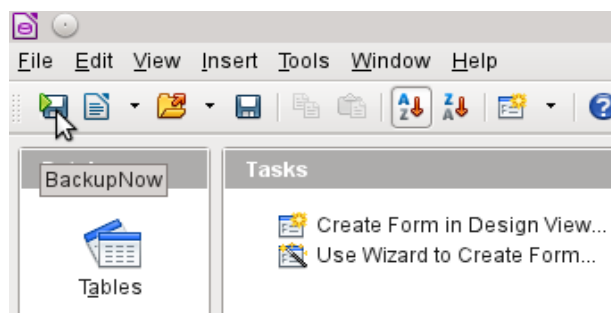 File Edit View Insert Tools Window Help
Tasks
BackupNow
Create Form in Design View...
Use Wizard to Create Form...
Tables